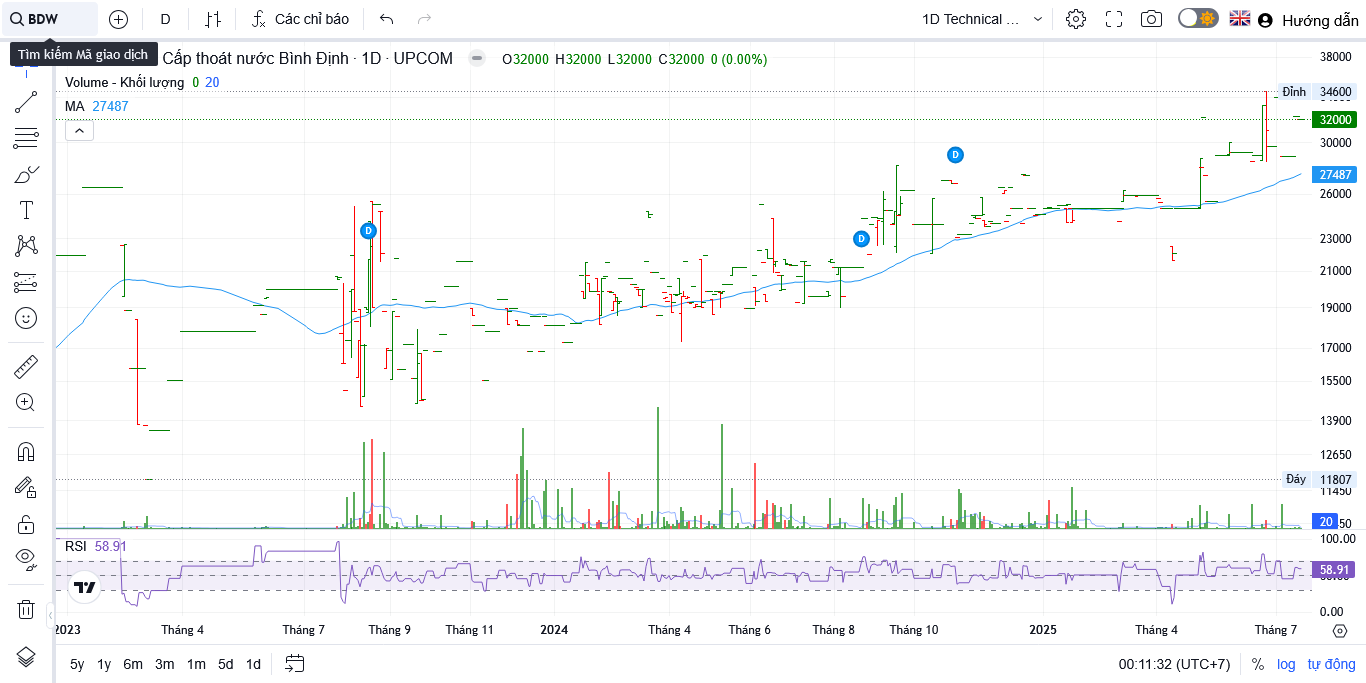 BDW D Các chỉ báo 1D Technical ... Hướng dẫn
Tìm kiếm Mã giao dịch
Cấp thoát nước Bình Định · 1D · UPCOM O32000 H32000 L32000 C32000 0 (0.00%)
Volume - Khối lượng 0 20
MA 27487
38000
Đỉnh 34600
32000
30000
27487
26000
23000
21000
19000
17000
15500
13900
12650
Đáy 11807
11450
20
50
D
D
D
RSI 58.91
100.00
58.91
0.00
2023 Tháng 4 Tháng 7 Tháng 9 Tháng 11 2024 Tháng 4 Tháng 6 Tháng 8 Tháng 10 2025 Tháng 4 Tháng 7
5y 1y 6m 3m 1m 5d 1d 00:11:32 (UTC+7) % log tự động